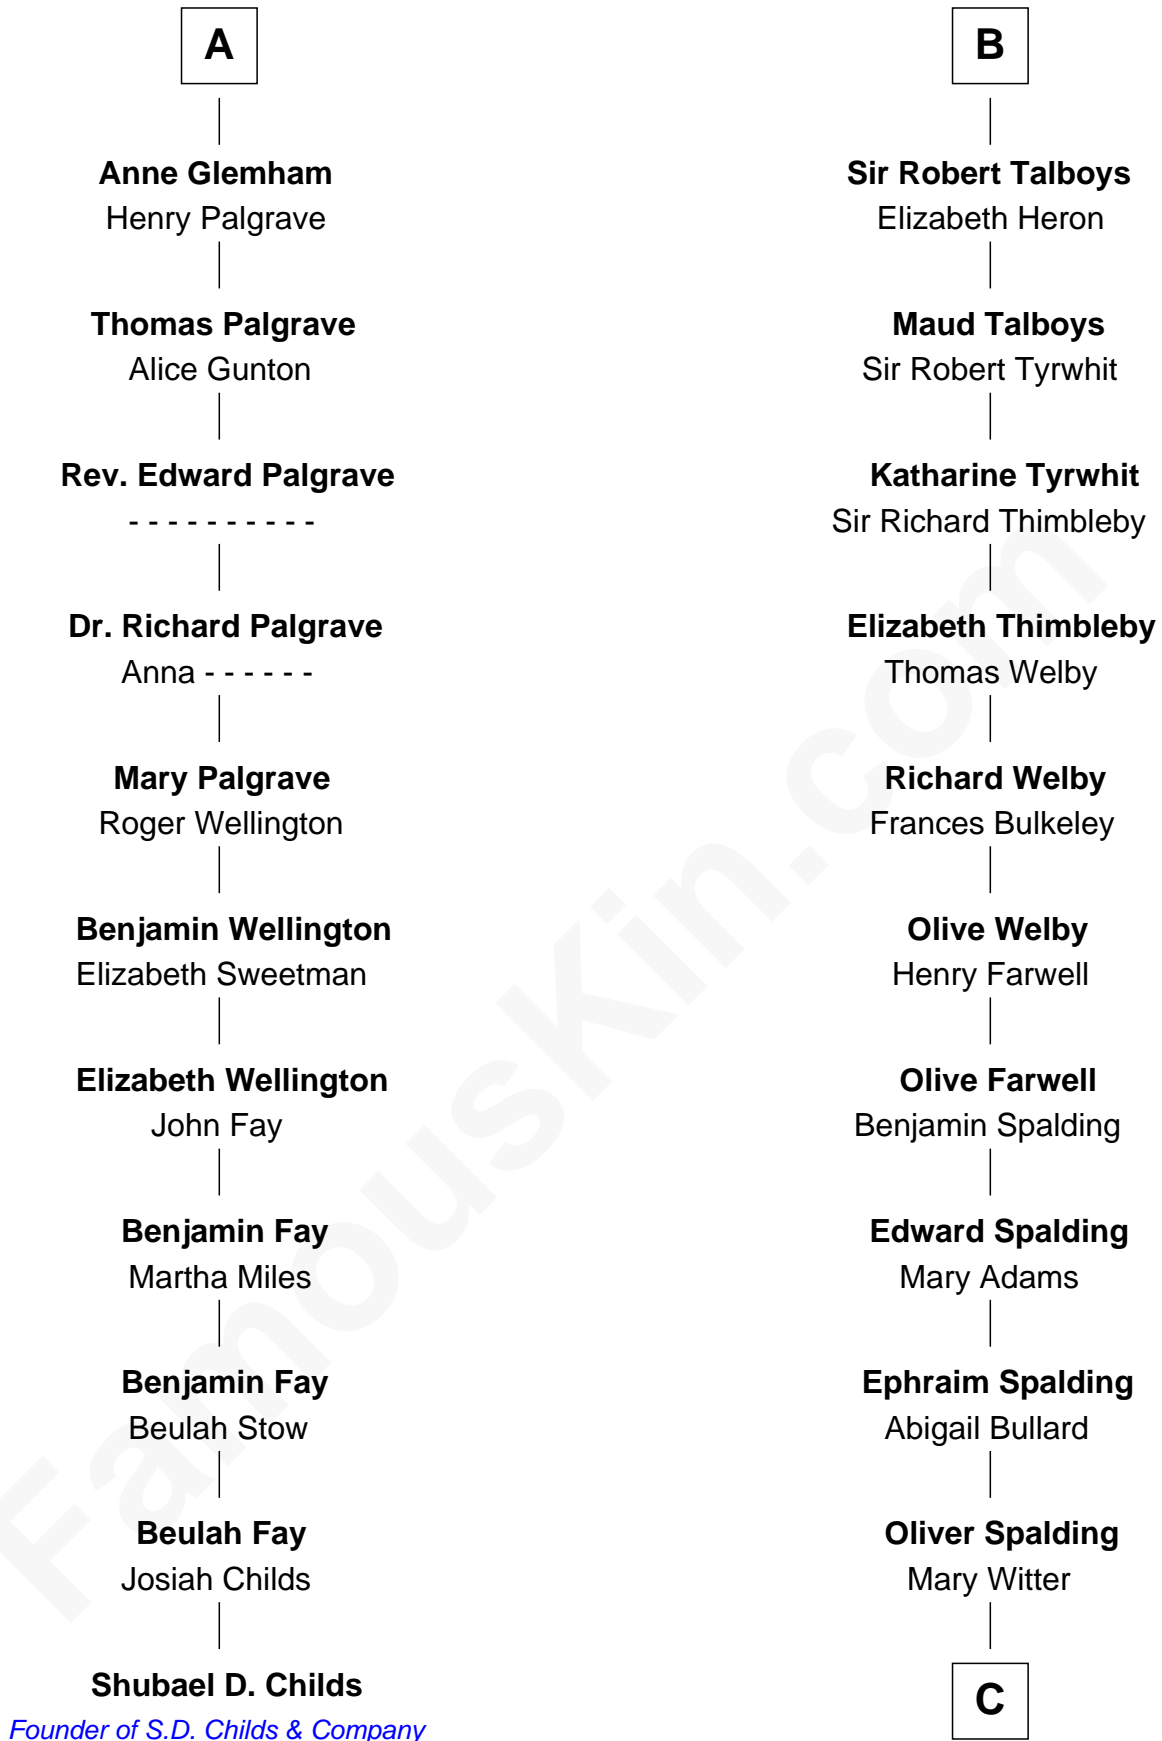 A
Anne Glemham
Henry Palgrave
Thomas Palgrave
Alice Gunton
Rev. Edward Palgrave
- - - - - - - - - -
Dr. Richard Palgrave
Anna - - - - - -
Mary Palgrave
Roger Wellington
Benjamin Wellington
Elizabeth Sweetman
Elizabeth Wellington
John Fay
Benjamin Fay
Martha Miles
Benjamin Fay
Beulah Stow
Beulah Fay
Josiah Childs
Shubael D. Childs
Founder of S.D. Childs & Company
B
Sir Robert Talboys
Elizabeth Heron
Maud Talboys
Sir Robert Tyrwhit
Katharine Tyrwhit
Sir Richard Thimbleby
Elizabeth Thimbleby
Thomas Welby
Richard Welby
Frances Bulkeley
Olive Welby
Henry Farwell
Olive Farwell
Benjamin Spalding
Edward Spalding
Mary Adams
Ephraim Spalding
Abigail Bullard
Oliver Spalding
Mary Witter
C
FamousKin.com